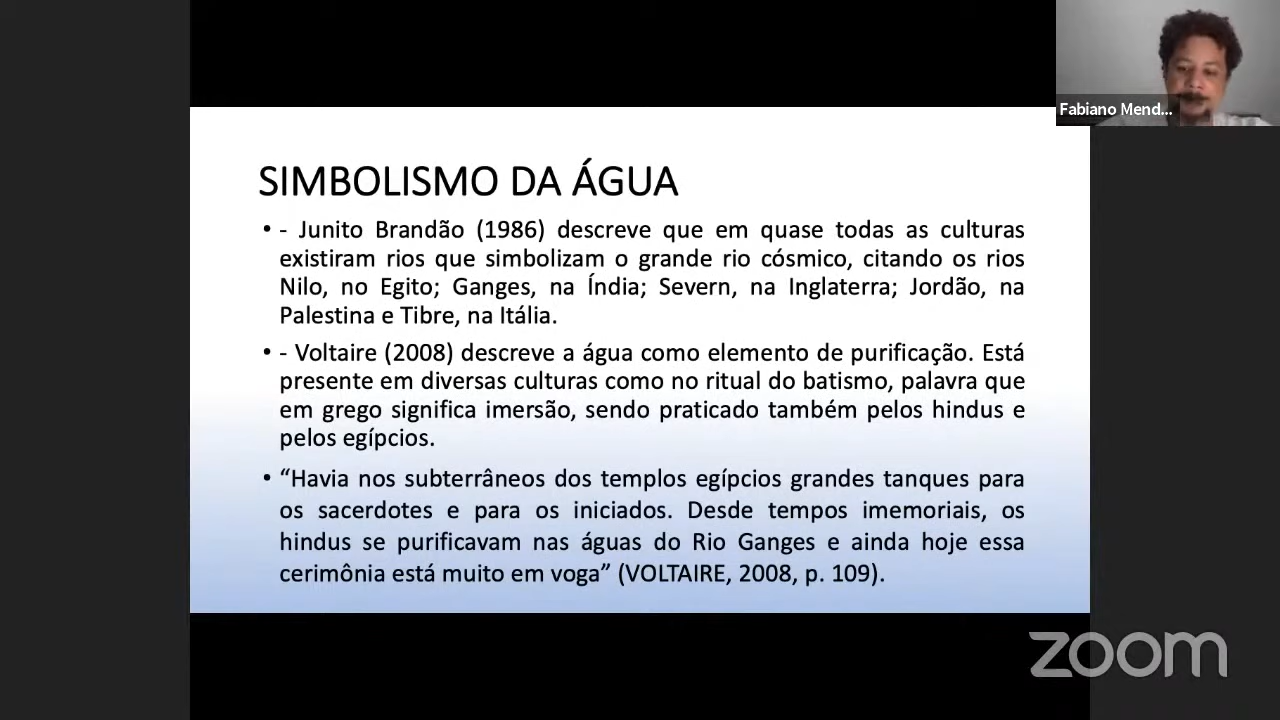 Fabiano Mend...
SIMBOLISMO DA ÁGUA
• - Junito Brandão (1986) descreve que em quase todas as culturas
existiram rios que simbolizam o grande rio cósmico, citando os rios
Nilo, no Egito; Ganges, na Índia; Severn, na Inglaterra; Jordão, na
Palestina e Tibre, na Itália.
• - Voltaire (2008) descreve a água como elemento de purificação. Está
presente em diversas culturas como no ritual do batismo, palavra que
em grego significa imersão, sendo praticado também pelos hindus e
pelos egípcios.
• “Havia nos subterrâneos dos templos egípcios grandes tanques para
os sacerdotes e para os iniciados. Desde tempos imemoriais, os
hindus se purificavam nas águas do Rio Ganges e ainda hoje essa
cerimônia está muito em voga” (VOLTAIRE, 2008, p. 109).
zoom